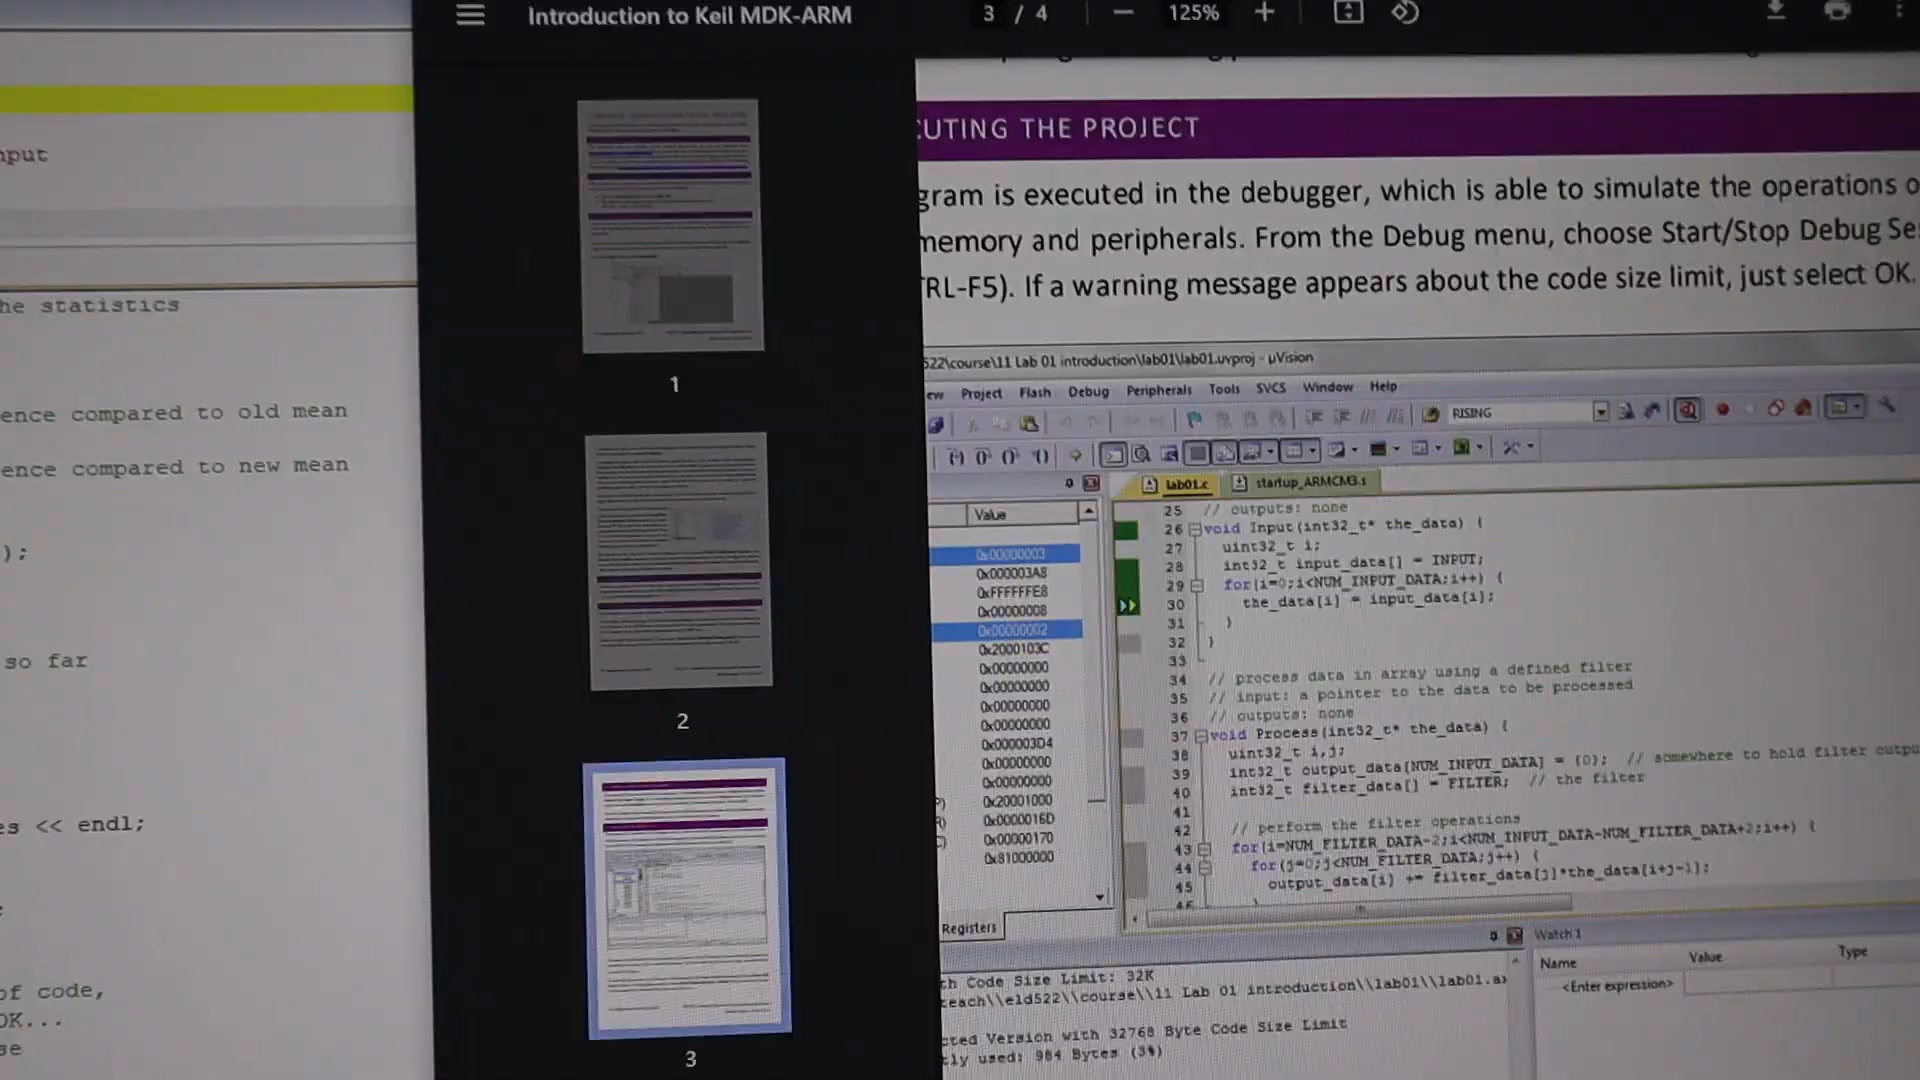 Introduction to Keil MDK-ARM
3 / 4
125%
nput
he statistics
ence compared to old mean
ence compared to new mean
);
so far
es << endl;
;
of code,
OK...
se
1
2
3
CUTING THE PROJECT
gram is executed in the debugger, which is able to simulate the operations o
memory and peripherals. From the Debug menu, choose Start/Stop Debug Se
TRL-F5). If a warning message appears about the code size limit, just select OK.
522\course\11 Lab 01 introduction\lab01\lab01.uvproj - µVision
ew Project Flash Debug Peripherals Tools SVCS Window Help
RISING
lab01.c startup_ARMCM3.s
Value
0x00000003
0x000003A8
0xFFFFFFE8
0x00000008
0x00000002
0x2000103C
0x00000000
0x00000000
0x00000000
0x00000000
0x000003D4
0x00000000
0x00000000
0x20001000
0x0000016D
0x00000170
0x81000000
Registers
25 // outputs: none
26 void Input(int32_t* the_data) {
27 uint32_t i;
28 int32_t input_data[] = INPUT;
29 for(i=0;i<NUM_INPUT_DATA;i++) {
30 the_data[i] = input_data[i];
31 }
32 }
33
34 // process data in array using a defined filter
35 // input: a pointer to the data to be processed
36 // outputs: none
37 void Process(int32_t* the_data) {
38 uint32_t i,j;
39 int32_t output_data[NUM_INPUT_DATA] = {0}; // somewhere to hold filter outpu
40 int32_t filter_data[] = FILTER; // the filter
41
42 // perform the filter operations
43 for(i=NUM_FILTER_DATA-2;i<NUM_INPUT_DATA-NUM_FILTER_DATA+2;i++) {
44 for(j=0;j<NUM_FILTER_DATA;j++) {
45 output_data[i] += filter_data[j]*the_data[i+j-1];
46
th Code Size Limit: 32K
teach\\eld522\\course\\11 Lab 01 introduction\\lab01\\lab01.ax
cted Version with 32768 Byte Code Size Limit
tly used: 984 Bytes (3%)
Watch 1
Name Value Type
<Enter expression>